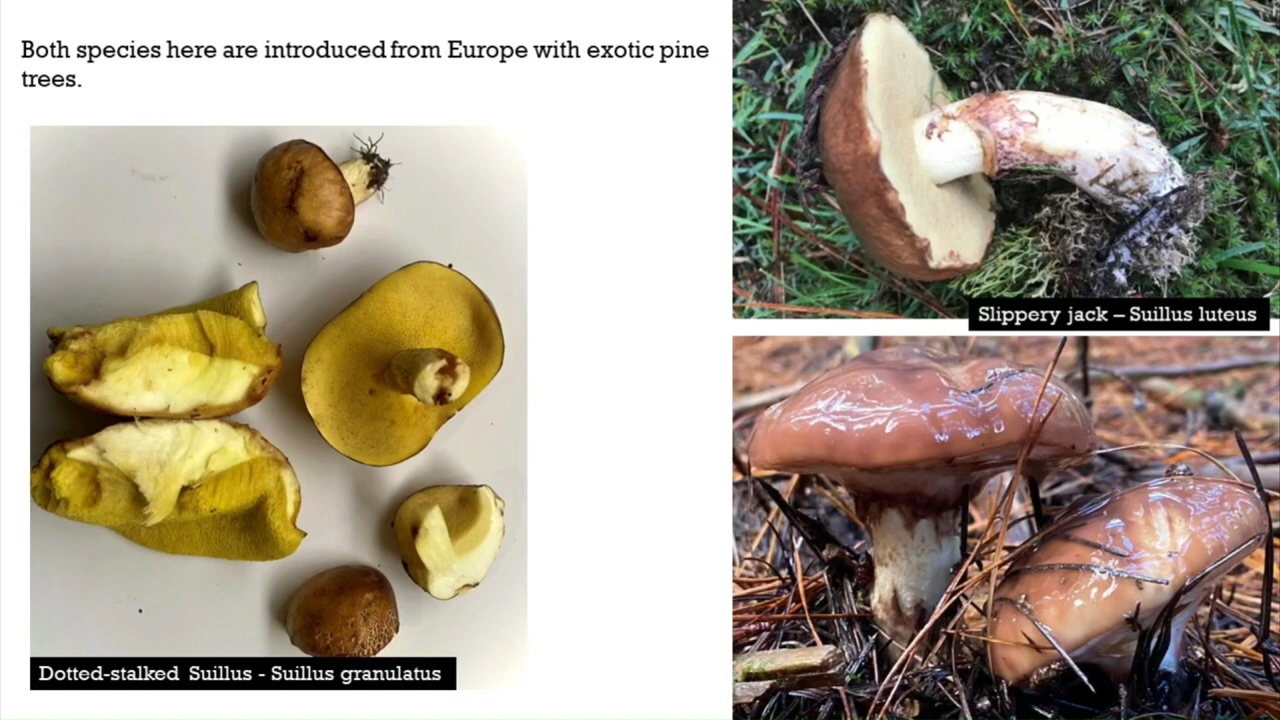 Both species here are introduced from Europe with exotic pine
trees.
Slippery jack – Suillus luteus
Dotted-stalked Suillus - Suillus granulatus